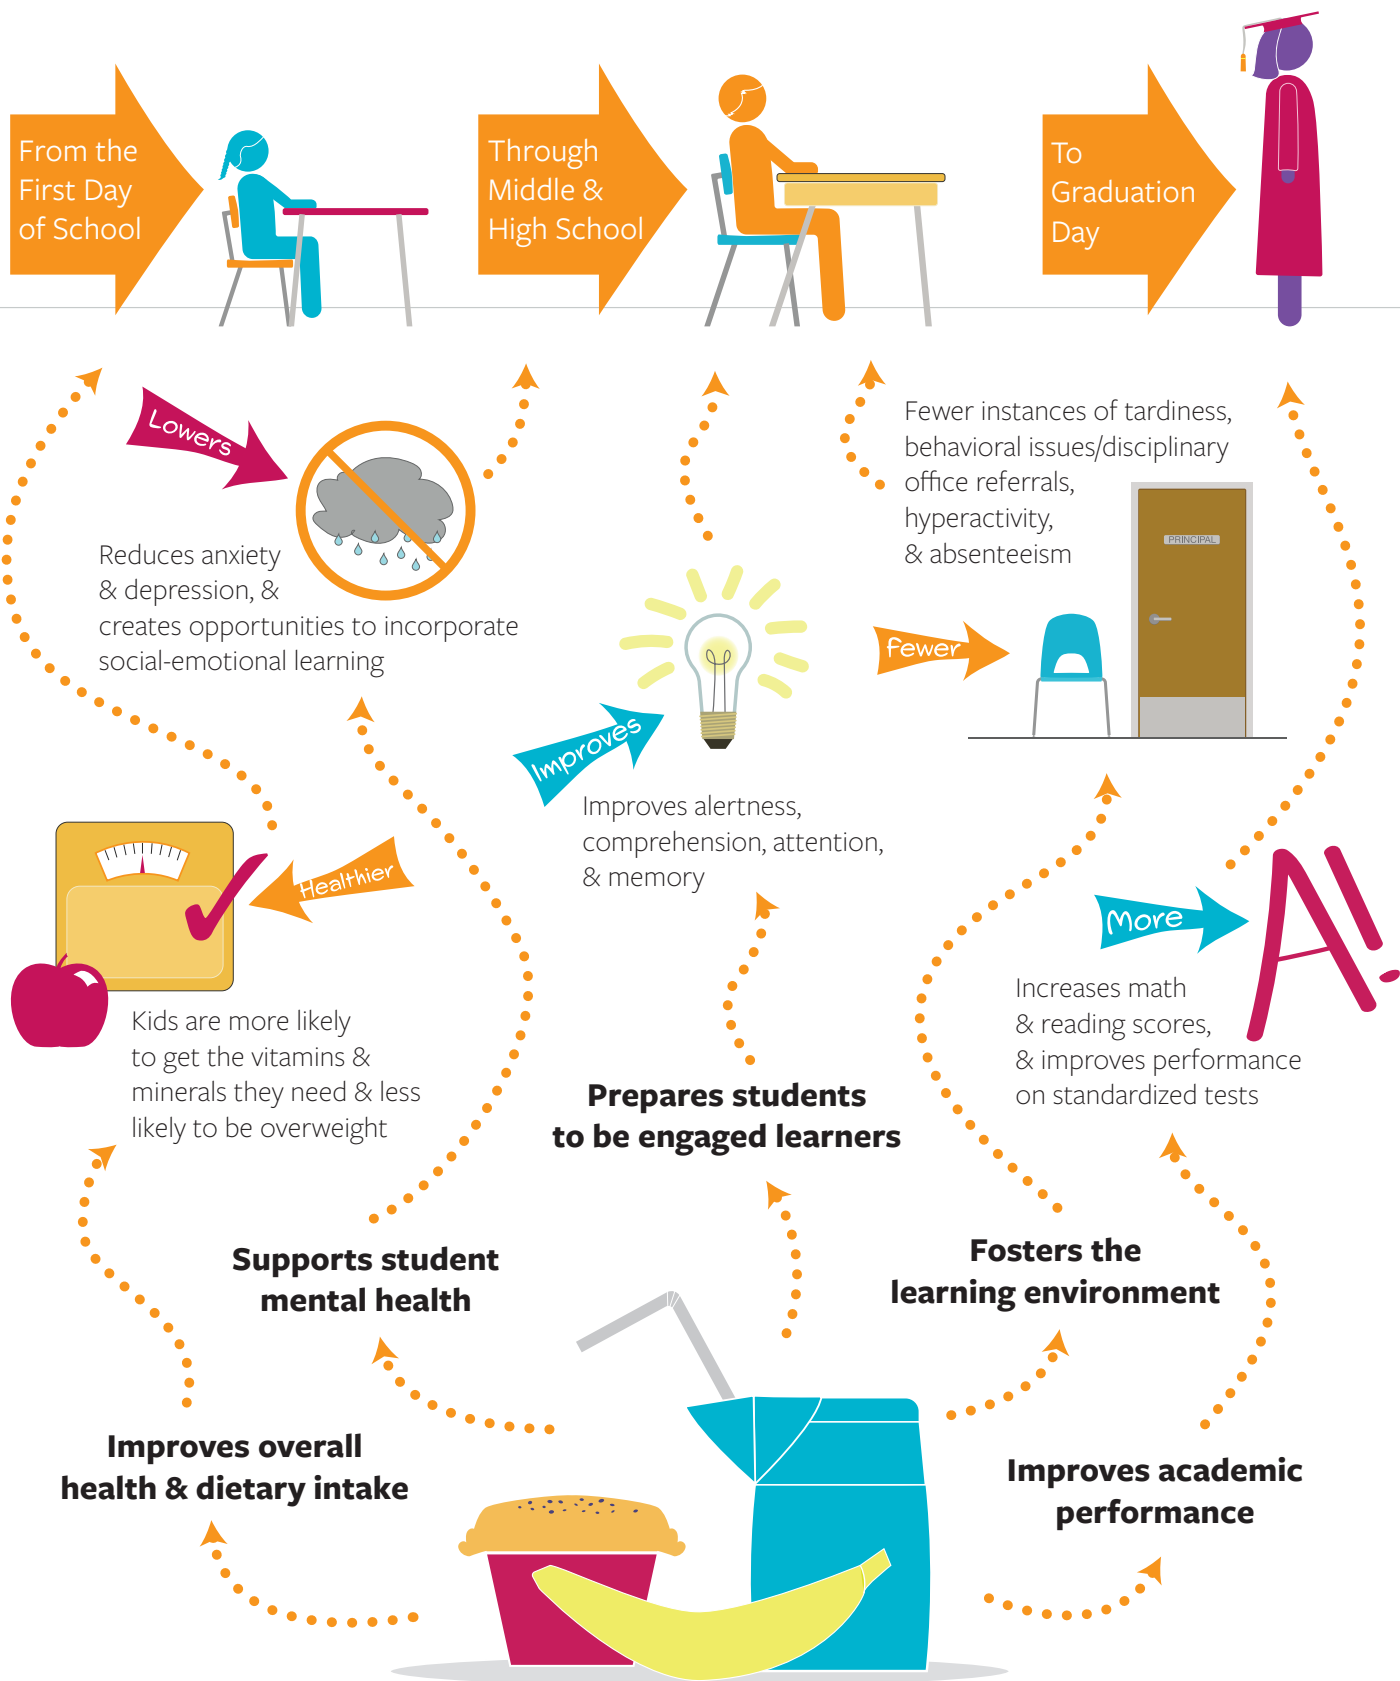 From the
First Day
of School
Through
Middle &
High School
To
Graduation
Day
Lowers
Reduces anxiety
& depression, &
creates opportunities to incorporate
social-emotional learning
Fewer instances of tardiness,
behavioral issues/disciplinary
office referrals,
hyperactivity,
& absenteeism
PRINCIPAL
Fewer
Improves
Improves alertness,
comprehension, attention,
& memory
Healthier
Kids are more likely
to get the vitamins &
minerals they need & less
likely to be overweight
More
A!
Increases math
& reading scores,
& improves performance
on standardized tests
Prepares students
to be engaged learners
Supports student
mental health
Fosters the
learning environment
Improves overall
health & dietary intake
Improves academic
performance